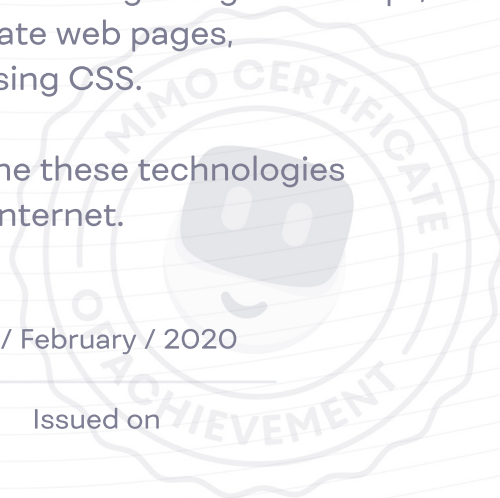 ate web pages,
sing CSS.
ne these technologies
nternet.
/ February / 2020
Issued on
MIMO CERTIFICATE
OF ACHIEVEMENT